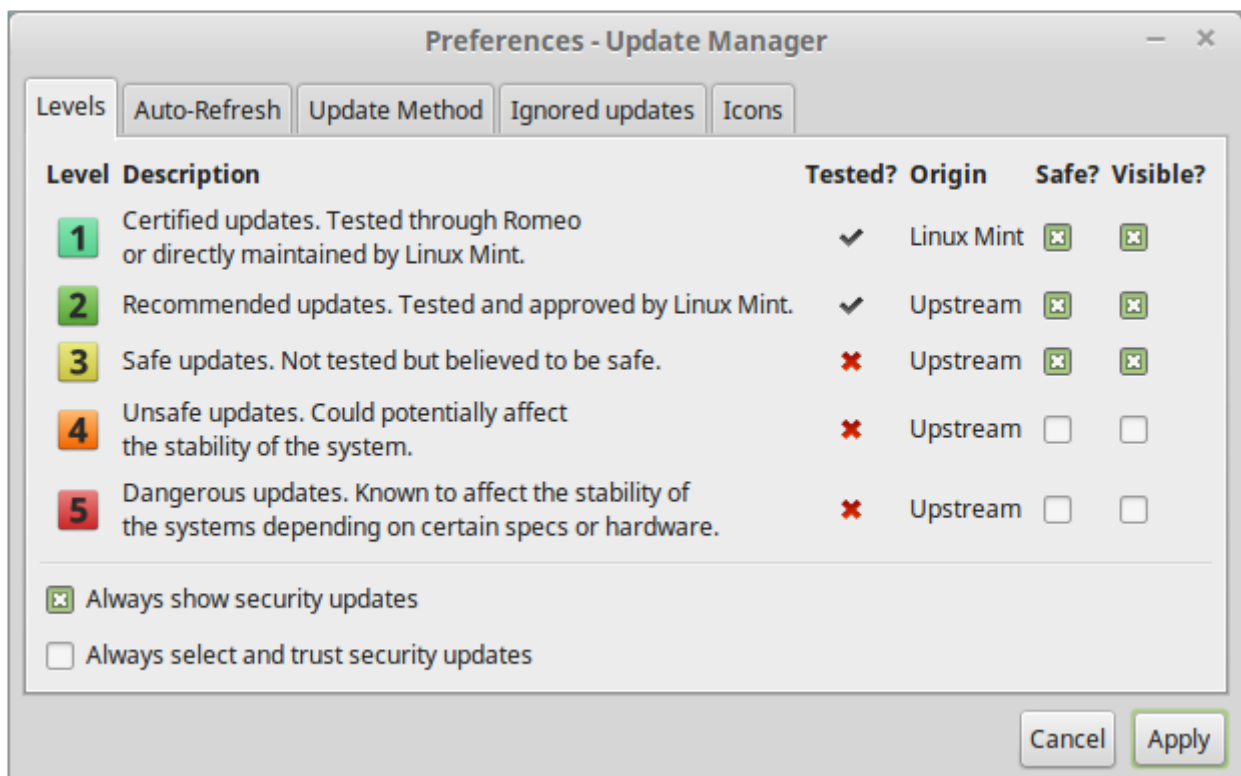 Preferences - Update Manager
Levels Auto-Refresh Update Method Ignored updates Icons
Level Description Tested? Origin Safe? Visible?
1 Certified updates. Tested through Romeo
or directly maintained by Linux Mint. Linux Mint
2 Recommended updates. Tested and approved by Linux Mint. Upstream
3 Safe updates. Not tested but believed to be safe. Upstream
4 Unsafe updates. Could potentially affect
the stability of the system. Upstream
5 Dangerous updates. Known to affect the stability of
the systems depending on certain specs or hardware. Upstream
Always show security updates
Always select and trust security updates
Cancel Apply